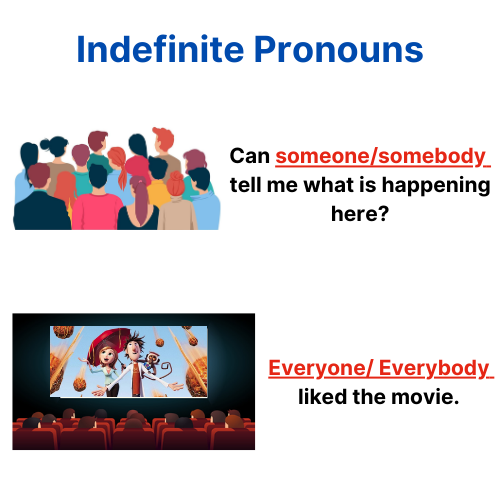 Indefinite Pronouns
Can someone/somebody
tell me what is happening
here?
Everyone/ Everybody
liked the movie.